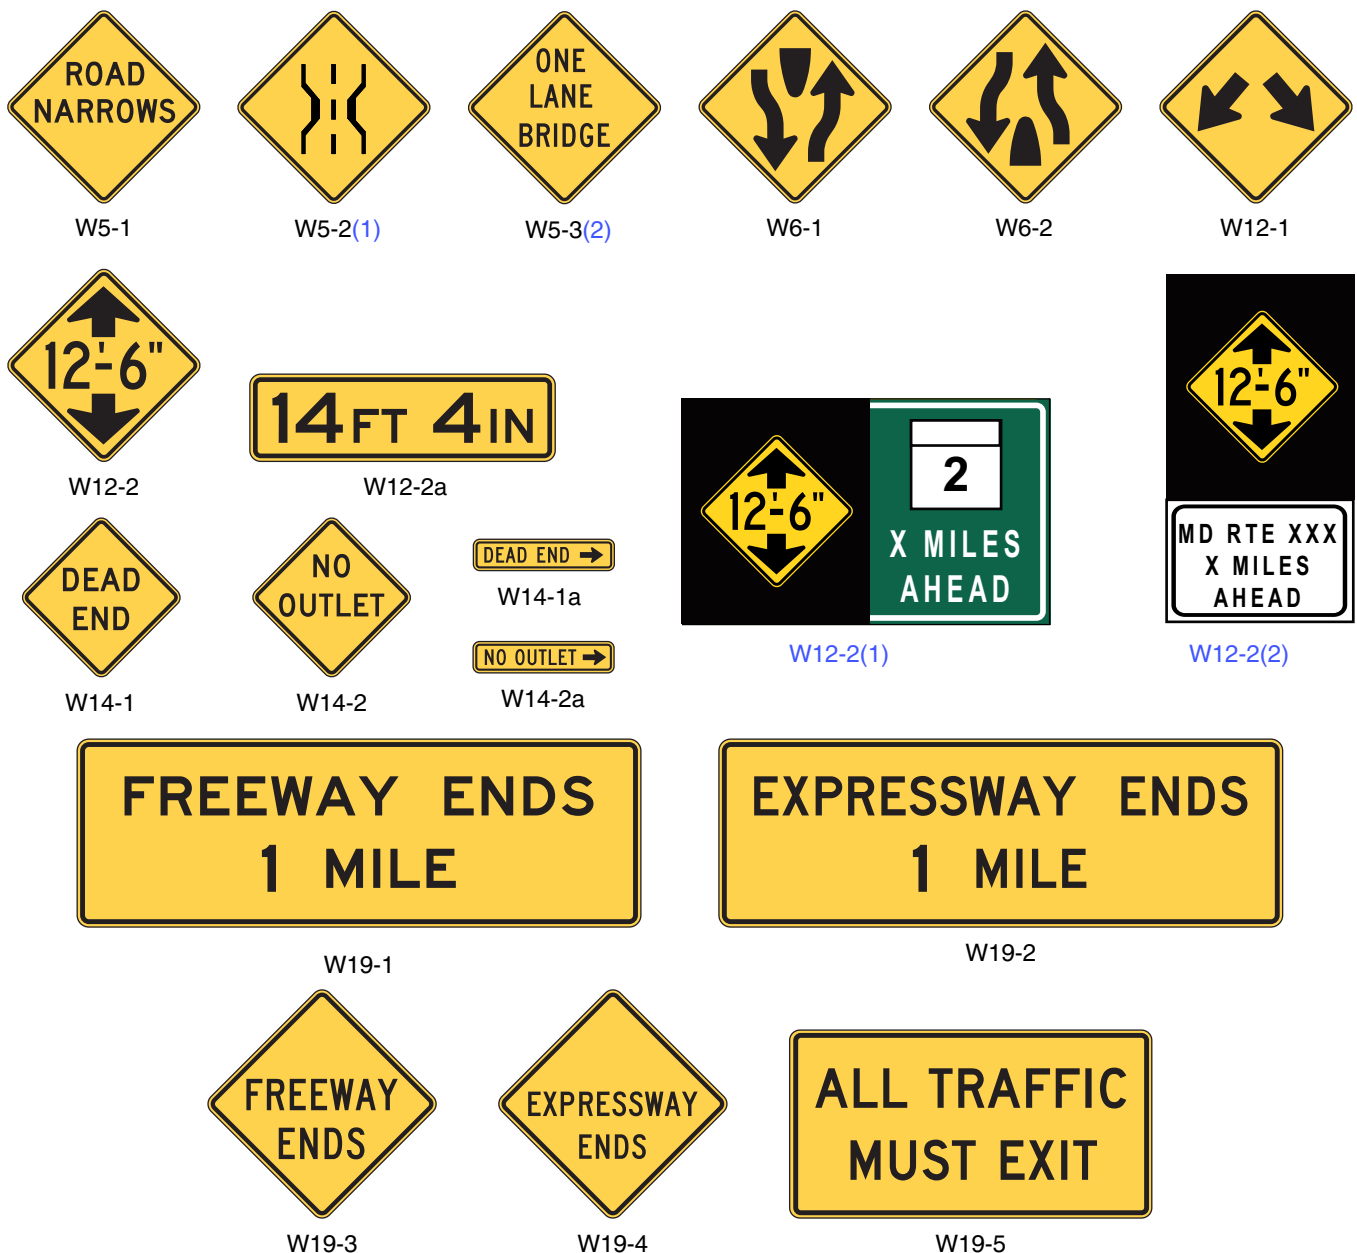 ROAD
NARROWS
ONE
LANE
BRIDGE
W5-1
W5-2(1)
W5-3(2)
W6-1
W6-2
W12-1
12'-6"
W12-2
14 FT 4 IN
W12-2a
12'-6"
2
X MILES
AHEAD
W12-2(1)
12'-6"
MD RTE XXX
X MILES
AHEAD
W12-2(2)
DEAD
END
W14-1
NO
OUTLET
W14-2
DEAD END
W14-1a
NO OUTLET
W14-2a
FREEWAY ENDS
1 MILE
W19-1
EXPRESSWAY ENDS
1 MILE
W19-2
FREEWAY
ENDS
W19-3
EXPRESSWAY
ENDS
W19-4
ALL TRAFFIC
MUST EXIT
W19-5